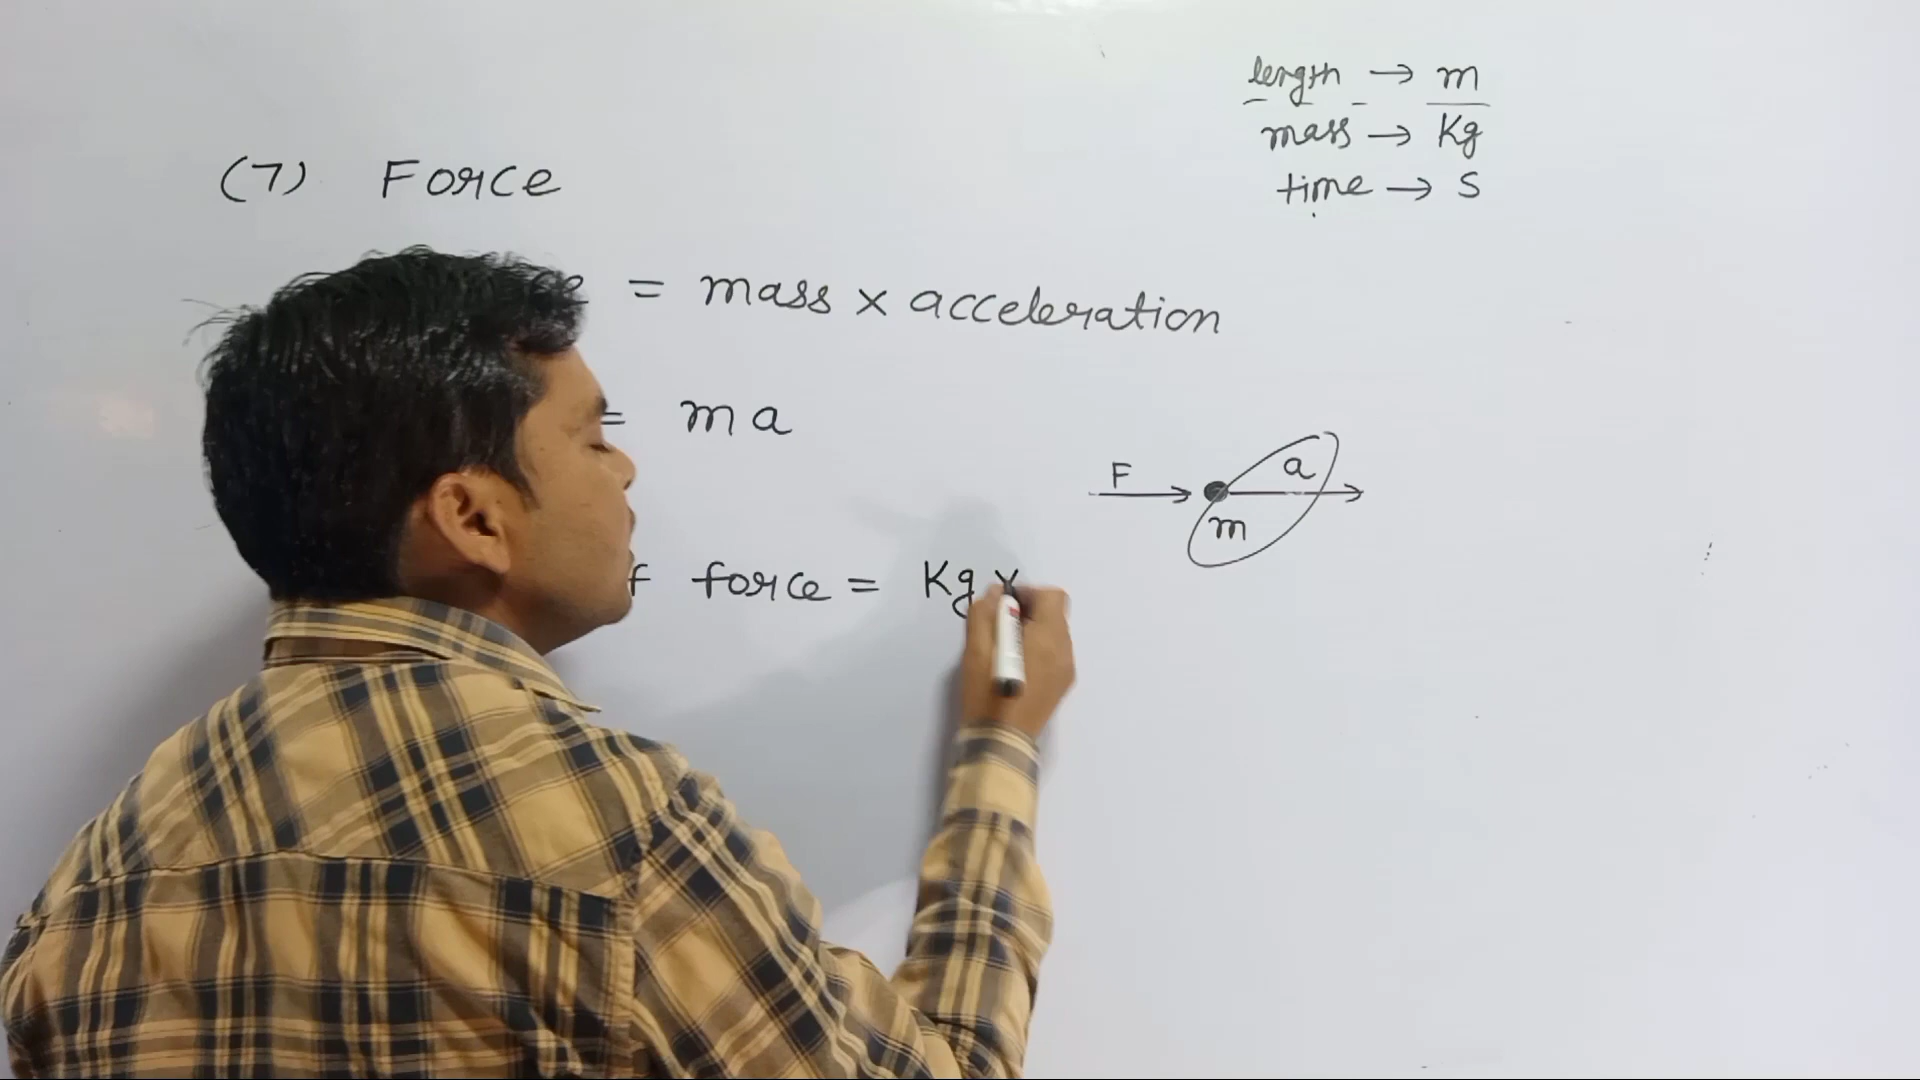 length → m
mass → Kg
time → S
(7) Force
= mass × acceleration
= ma
F
a
m
force = Kg ×